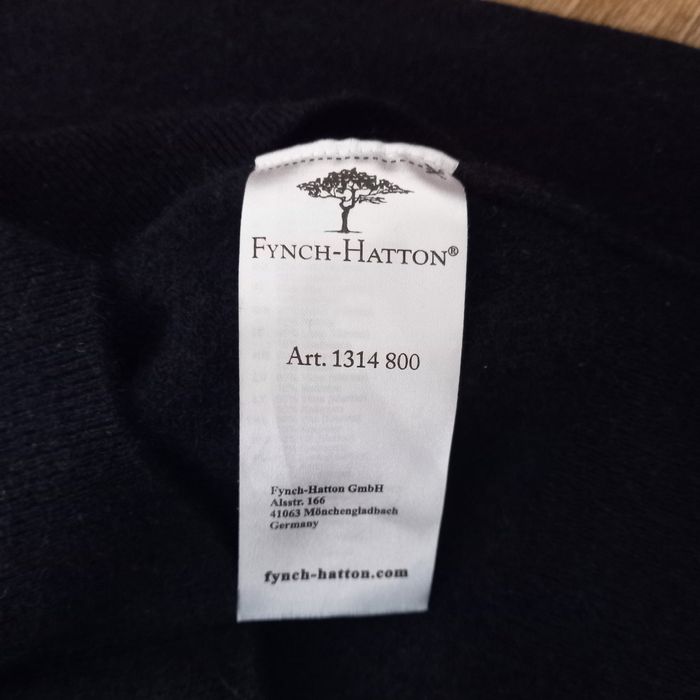 FYNCH-HATTON®
Art. 1314 800
Fynch-Hatton GmbH
Alsstr. 166
41063 Mönchengladbach
Germany
fynch-hatton.com